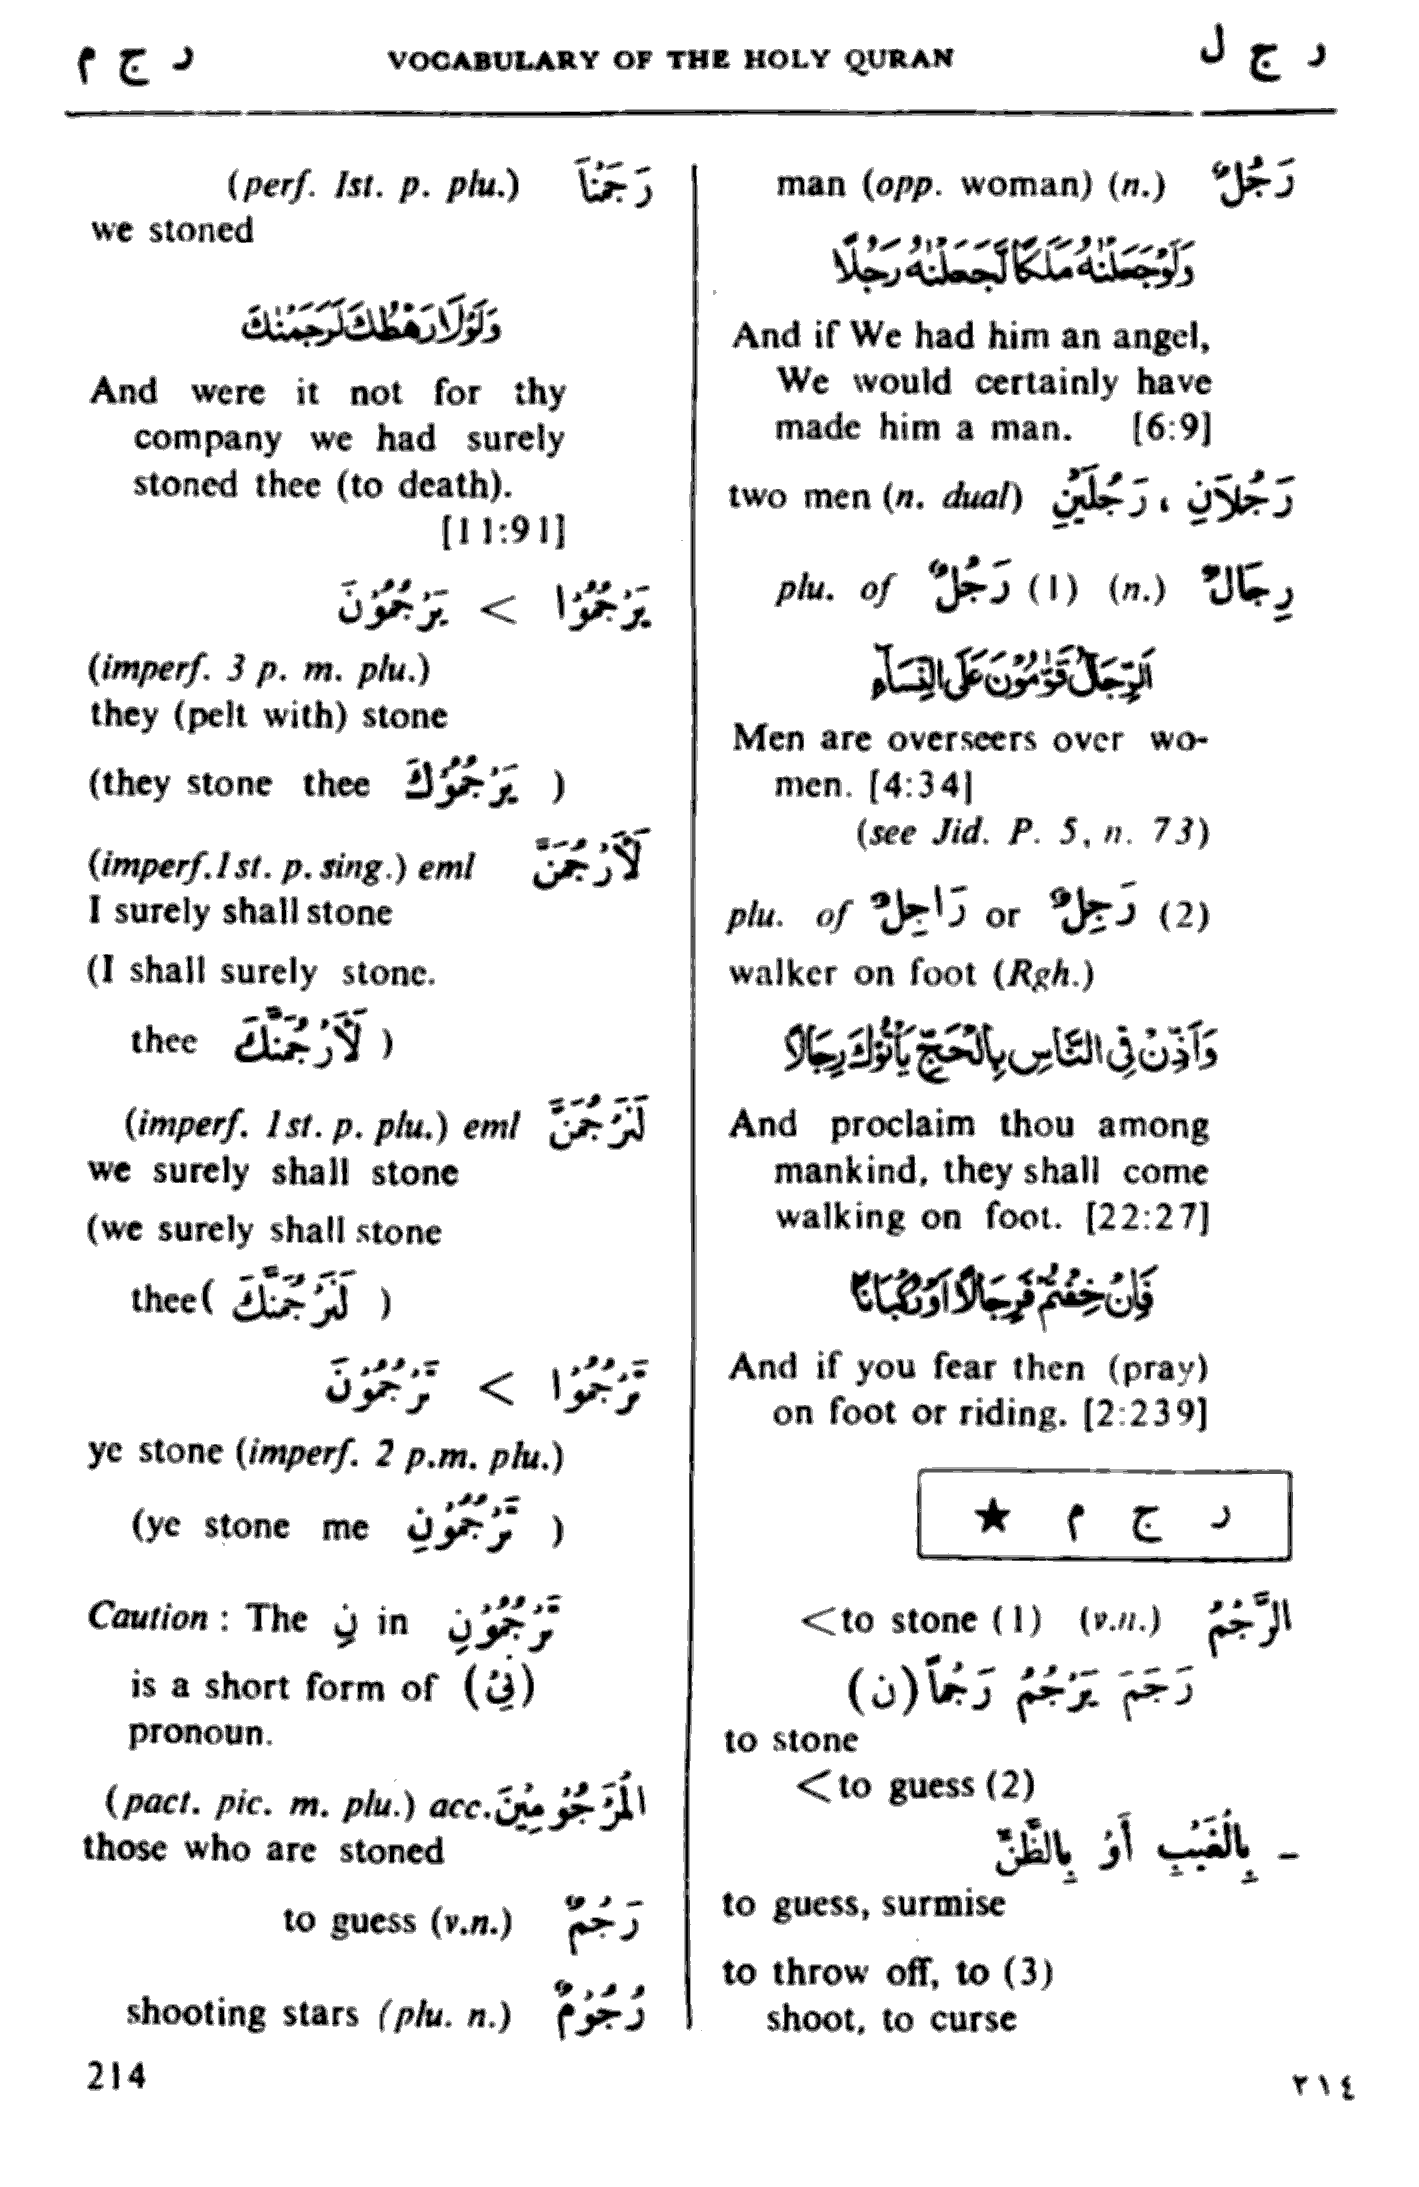 ر ج ل VOCABULARY OF THE HOLY QURAN ر ج م
man (opp. woman) (n.) رَجُلٌ
وَلَوْ جَعَلْنٰهُ مَلَكًا لَّجَعَلْنٰهُ رَجُلًا
And if We had him an angel,
We would certainly have
made him a man. [6:9]
two men (n. dual) رَجُلَانِ ، رَجُلَيْنِ
plu. of رَجُلٌ (1) (n.) رِجَالٌ
اَلرِّجَالُ قَوّٰمُوْنَ عَلَى النِّسَآءِ
Men are overseers over wo-
men. [4:34]
(see Jid. P. 5, n. 73)
plu. of رَاجِلٌ or رَجِلٌ (2)
walker on foot (Rgh.)
وَاَذِّنْ فِى النَّاسِ بِالْحَجِّ يَاْتُوْكَ رِجَالًا
And proclaim thou among
mankind, they shall come
walking on foot. [22:27]
فَاِنْ خِفْتُمْ فَرِجَالًا اَوْ رُكْبَانًا
And if you fear then (pray)
on foot or riding. [2:239]
ر ج م ★
<to stone (1) (v.n.) الرَّجْمُ
رَجَمَ يَرْجُمُ رَجْمًا (ن)
to stone
<to guess (2)
- بِالْغَيْبِ أَوْ بِالظَّنِّ
to guess, surmise
to throw off, to (3)
shoot, to curse
(perf. 1st. p. plu.) رَجَمْنَا
we stoned
وَلَوْلَا رَهْطُكَ لَرَجَمْنٰكَ
And were it not for thy
company we had surely
stoned thee (to death).
[11:91]
يَرْجُمُوْا > يَرْجُمُوْنَ
(imperf. 3 p. m. plu.)
they (pelt with) stone
(they stone thee يَرْجُمُوْكَ )
(imperf.1st. p. sing.) eml لَأَرْجُمَنَّ
I surely shall stone
(I shall surely stone.
thee لَأَرْجُمَنَّكَ )
(imperf. 1st. p. plu.) eml لَنَرْجُمَنَّ
we surely shall stone
(we surely shall stone
thee( لَنَرْجُمَنَّكَ )
تَرْجُمُوْا > تَرْجُمُوْنَ
ye stone (imperf. 2 p.m. plu.)
(ye stone me تَرْجُمُوْنِ )
Caution : The نِ in تَرْجُمُوْنِ
is a short form of (نِيْ)
pronoun.
(pact. pic. m. plu.) acc. الْمَرْجُوْمِيْنَ
those who are stoned
to guess (v.n.) رَجْمٌ
shooting stars (plu. n.) رُجُوْمٌ
214 ٢١٤